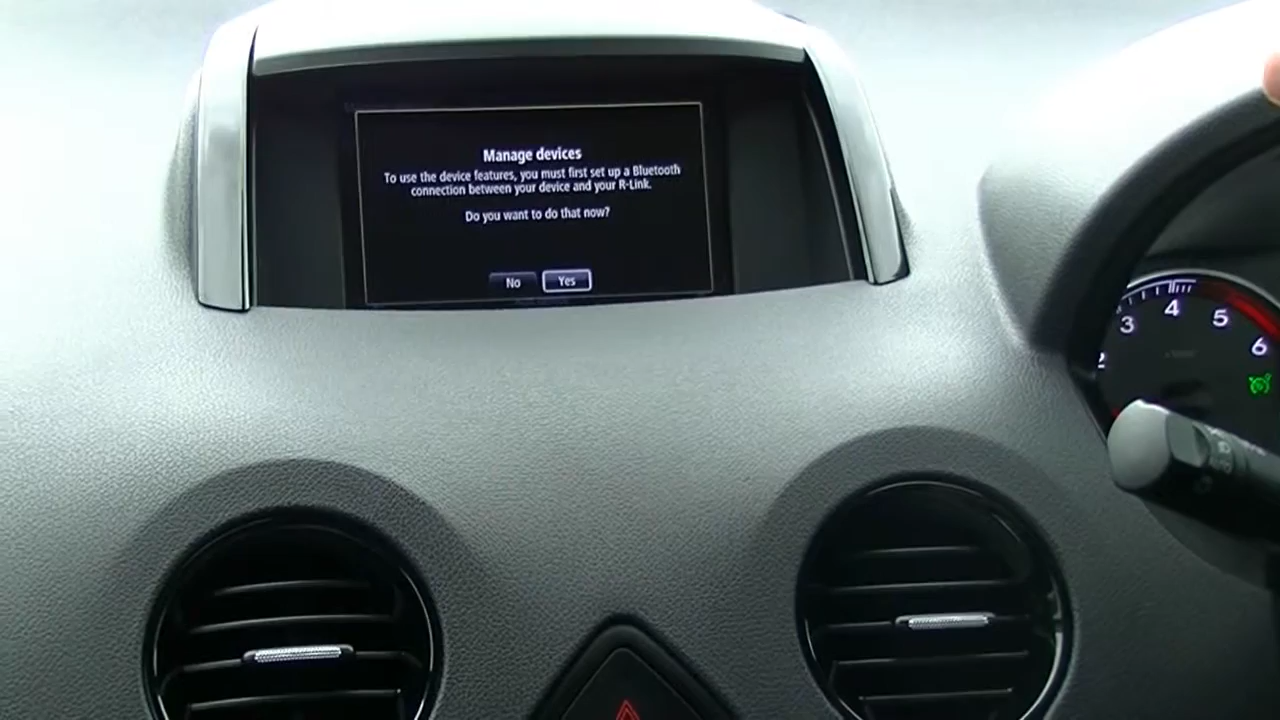 Manage devices
To use the device features, you must first set up a Bluetooth
connection between your device and your R-Link.
Do you want to do that now?
No
Yes
2
3
4
5
6